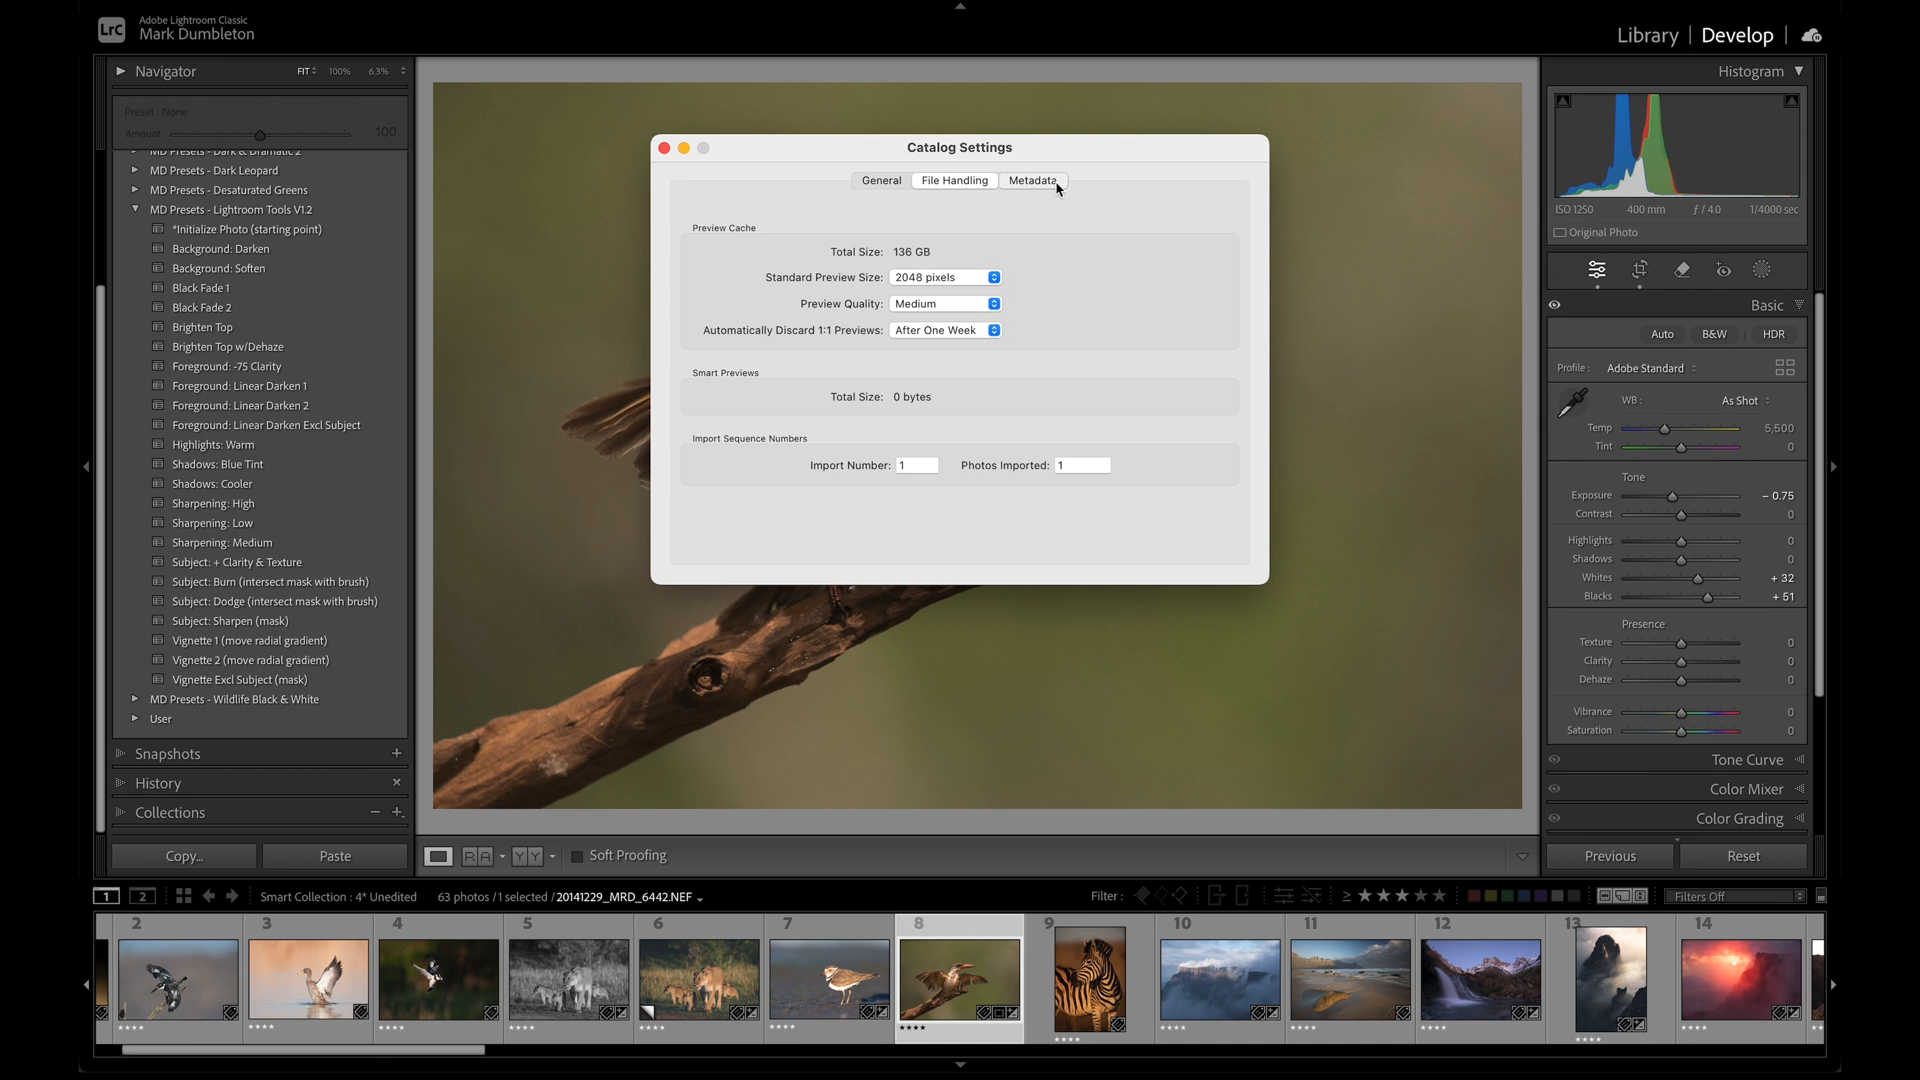 LrC
Adobe Lightroom Classic
Mark Dumbleton
Library | Develop |
Navigator FIT 100% 6.3%
Preset : None
Amount 100
MD Presets - Dark & Dramatic 2
MD Presets - Dark Leopard
MD Presets - Desaturated Greens
MD Presets - Lightroom Tools V1.2
*Initialize Photo (starting point)
Background: Darken
Background: Soften
Black Fade 1
Black Fade 2
Brighten Top
Brighten Top w/Dehaze
Foreground: -75 Clarity
Foreground: Linear Darken 1
Foreground: Linear Darken 2
Foreground: Linear Darken Excl Subject
Highlights: Warm
Shadows: Blue Tint
Shadows: Cooler
Sharpening: High
Sharpening: Low
Sharpening: Medium
Subject: + Clarity & Texture
Subject: Burn (intersect mask with brush)
Subject: Dodge (intersect mask with brush)
Subject: Sharpen (mask)
Vignette 1 (move radial gradient)
Vignette 2 (move radial gradient)
Vignette Excl Subject (mask)
MD Presets - Wildlife Black & White
User
Snapshots +
History ×
Collections − +
Copy... Paste
Catalog Settings
General File Handling Metadata
Preview Cache
Total Size: 136 GB
Standard Preview Size: 2048 pixels
Preview Quality: Medium
Automatically Discard 1:1 Previews: After One Week
Smart Previews
Total Size: 0 bytes
Import Sequence Numbers
Import Number: 1 Photos Imported: 1
Histogram
ISO 1250 400 mm ƒ / 4.0 1/4000 sec
Original Photo
Basic
Auto B&W HDR
Profile : Adobe Standard
WB : As Shot
Temp 5,500
Tint 0
Tone
Exposure − 0.75
Contrast 0
Highlights 0
Shadows 0
Whites + 32
Blacks + 51
Presence
Texture 0
Clarity 0
Dehaze 0
Vibrance 0
Saturation 0
Tone Curve
Color Mixer
Color Grading
Previous Reset
R A Y Y Soft Proofing
1 2 Smart Collection : 4* Unedited 63 photos / 1 selected / 20141229_MRD_6442.NEF Filter : ≥ ★★★★★ Filters Off
2 3 4 5 6 7 8 9 10 11 12 13 14